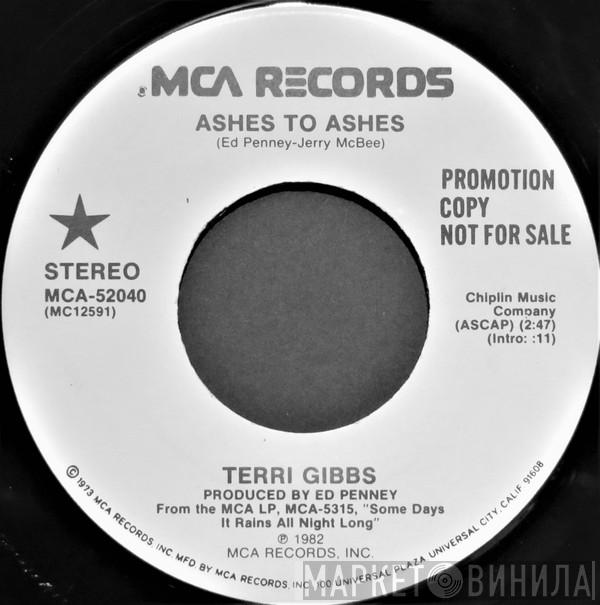 MCA RECORDS
ASHES TO ASHES
(Ed Penney-Jerry McBee)
PROMOTION
COPY
NOT FOR SALE
STEREO
MCA-52040
(MC12591)
Chiplin Music
Company
(ASCAP) (2:47)
(Intro: :11)
TERRI GIBBS
PRODUCED BY ED PENNEY
From the MCA LP, MCA-5315, "Some Days
It Rains All Night Long"
℗ 1982
MCA RECORDS, INC.
© 1973 MCA RECORDS, INC. MFD. BY MCA RECORDS, INC. 100 UNIVERSAL PLAZA, UNIVERSAL CITY, CALIF. 91608
МАРКЕТ ВИНИЛА